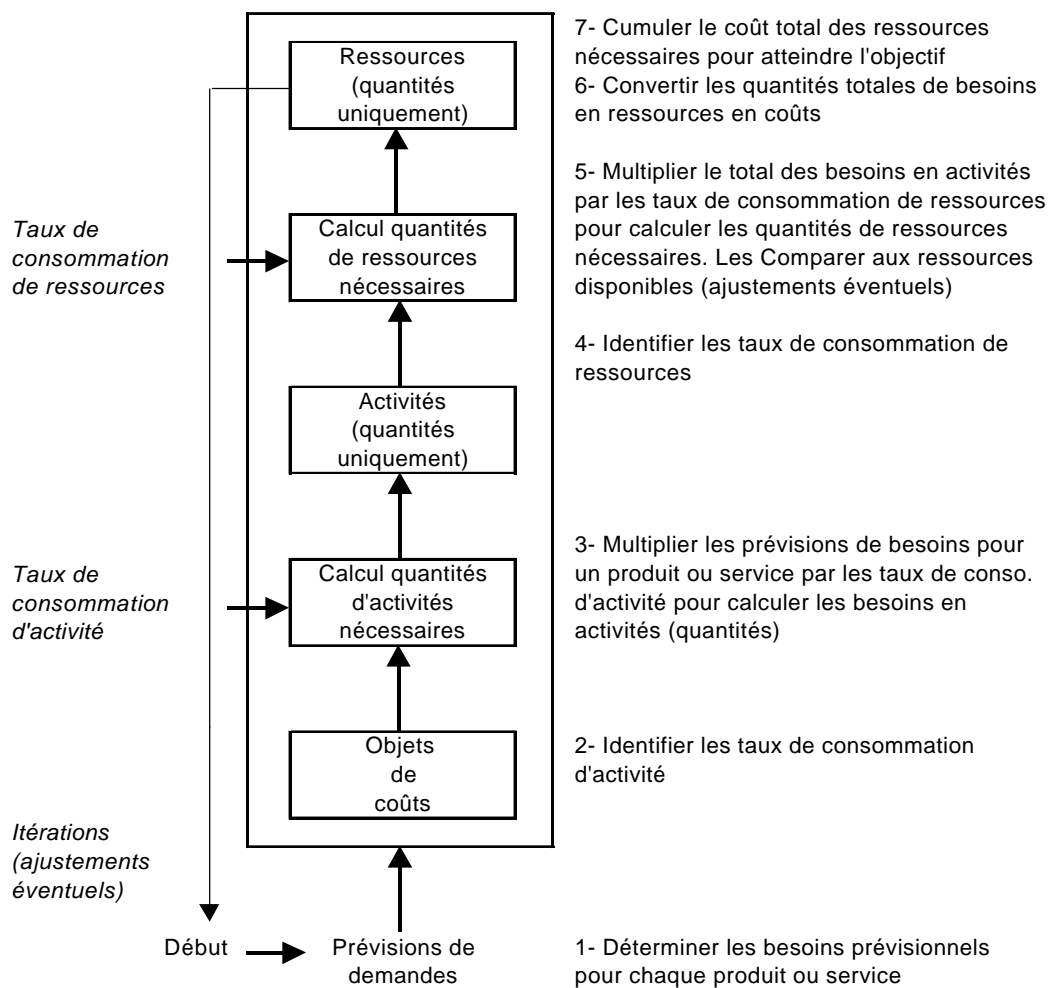 Ressources
(quantités
uniquement)
7- Cumuler le coût total des ressources
nécessaires pour atteindre l'objectif
6- Convertir les quantités totales de besoins
en ressources en coûts
Taux de
consommation
de ressources
Calcul quantités
de ressources
nécessaires
5- Multiplier le total des besoins en activités
par les taux de consommation de ressources
pour calculer les quantités de ressources
nécessaires. Les Comparer aux ressources
disponibles (ajustements éventuels)
4- Identifier les taux de consommation de
ressources
Activités
(quantités
uniquement)
Taux de
consommation
d'activité
Calcul quantités
d'activités
nécessaires
3- Multiplier les prévisions de besoins pour
un produit ou service par les taux de conso.
d'activité pour calculer les besoins en
activités (quantités)
Objets
de
coûts
2- Identifier les taux de consommation
d'activité
Itérations
(ajustements
éventuels)
Début
Prévisions de
demandes
1- Déterminer les besoins prévisionnels
pour chaque produit ou service